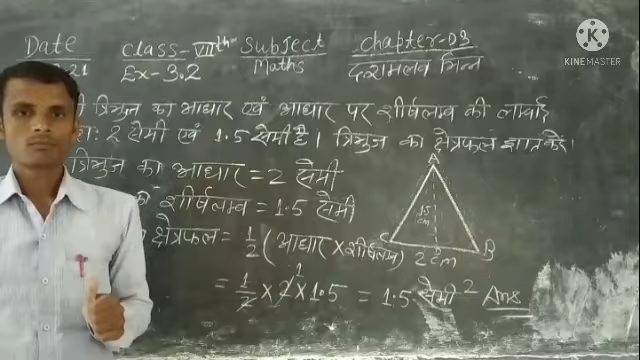 Date Class-VIIth Subject Chapter-03
21 Ex-3.2 Maths दशमलव भिन्न
KINEMASTER
त्रिभुज का आधार एवं आधार पर शीर्षलम्ब की
2 सेमी एवं 1.5 सेमी है। त्रिभुज का क्षेत्रफल ज्ञात करें।
त्रिभुज का आधार = 2 सेमी
शीर्षलम्ब = 1.5 सेमी
क्षेत्रफल = 1/2 (आधार × शीर्षलम्ब)
= 1/2 × 2 1 × 1.5 = 1.5 सेमी² Ans
A
1.5 cm
C B
2 cm